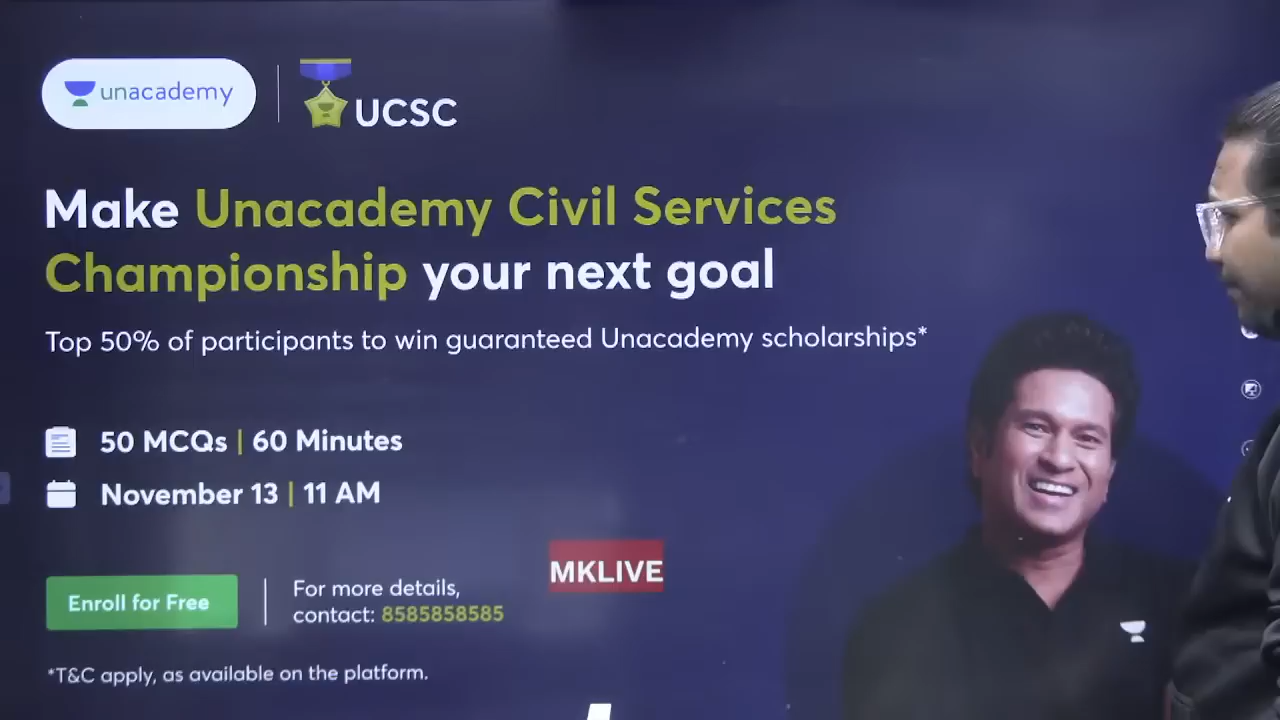 unacademy
UCSC
Make Unacademy Civil Services
Championship your next goal
Top 50% of participants to win guaranteed Unacademy scholarships*
50 MCQs | 60 Minutes
November 13 | 11 AM
MKLIVE
Enroll for Free
For more details,
contact: 8585858585
*T&C apply, as available on the platform.